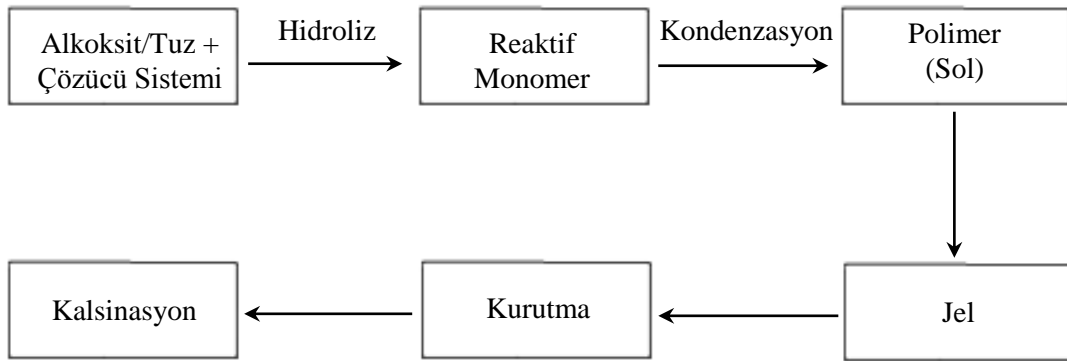 Alkoksit/Tuz +
Çözücü Sistemi
Hidroliz
Reaktif
Monomer
Kondenzasyon
Polimer
(Sol)
Kalsinasyon
Kurutma
Jel